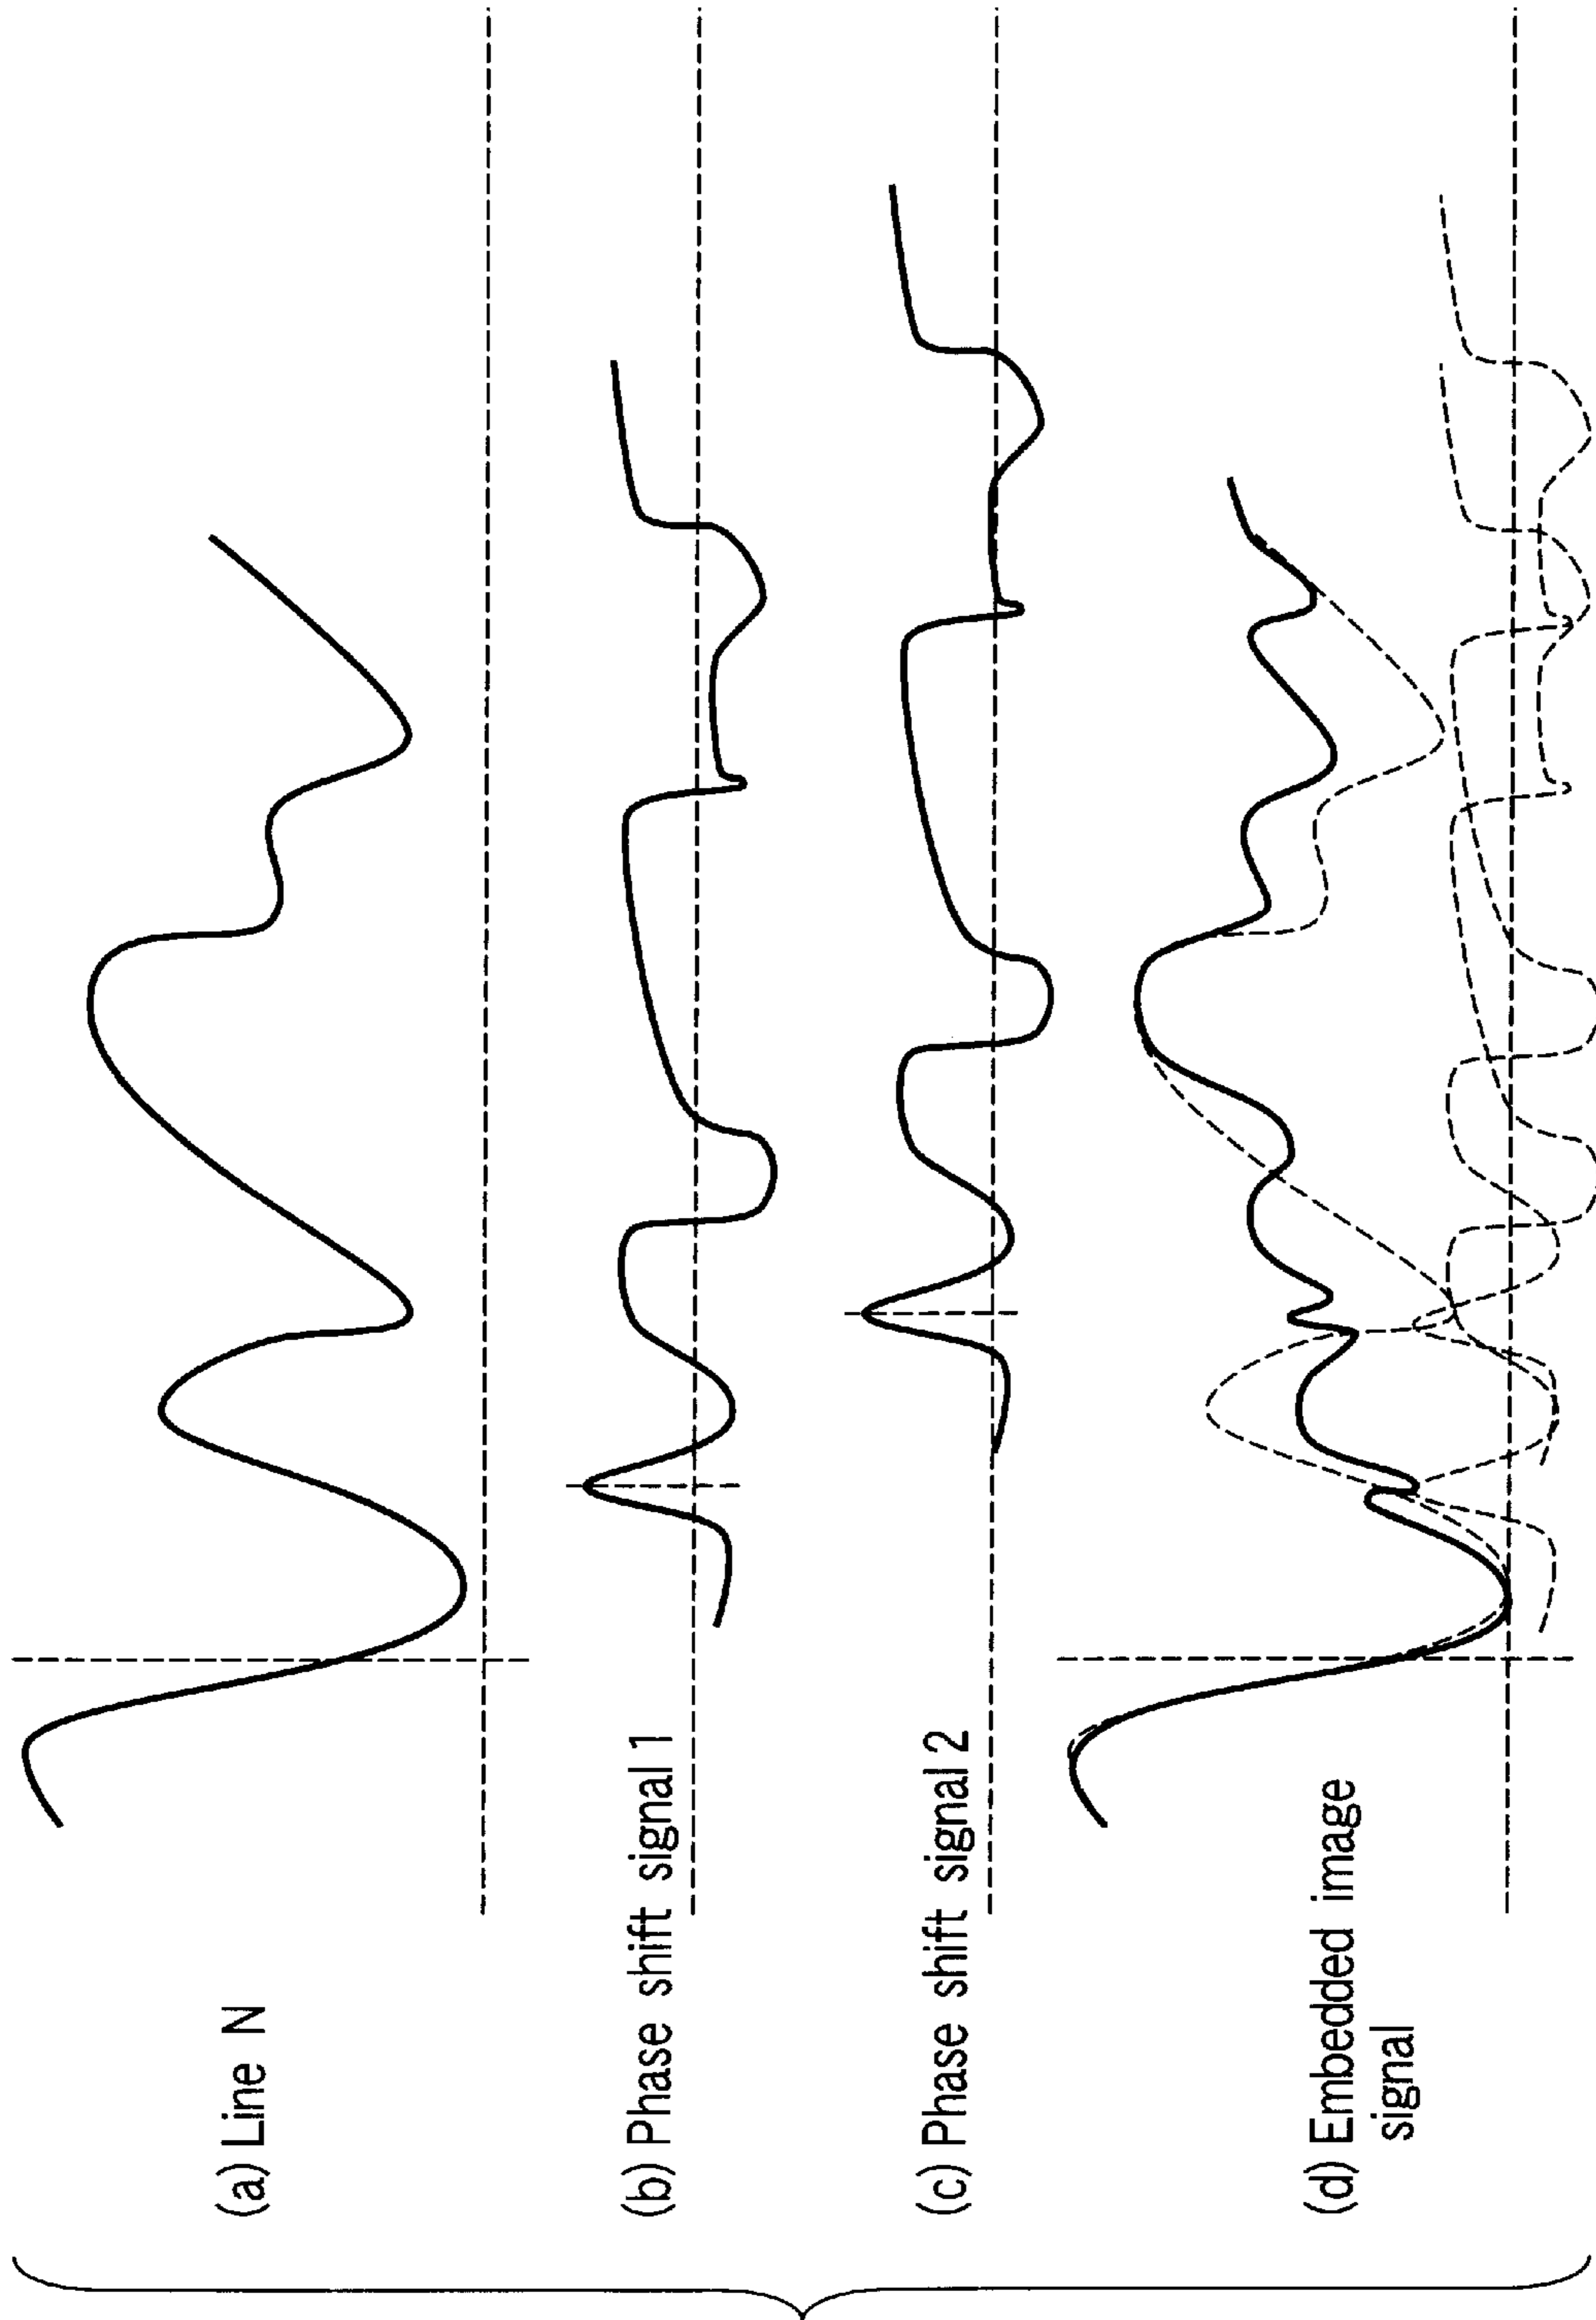 (a) Line N
(b) Phase shift signal 1
(c) Phase shift signal 2
(d) Embedded image
signal